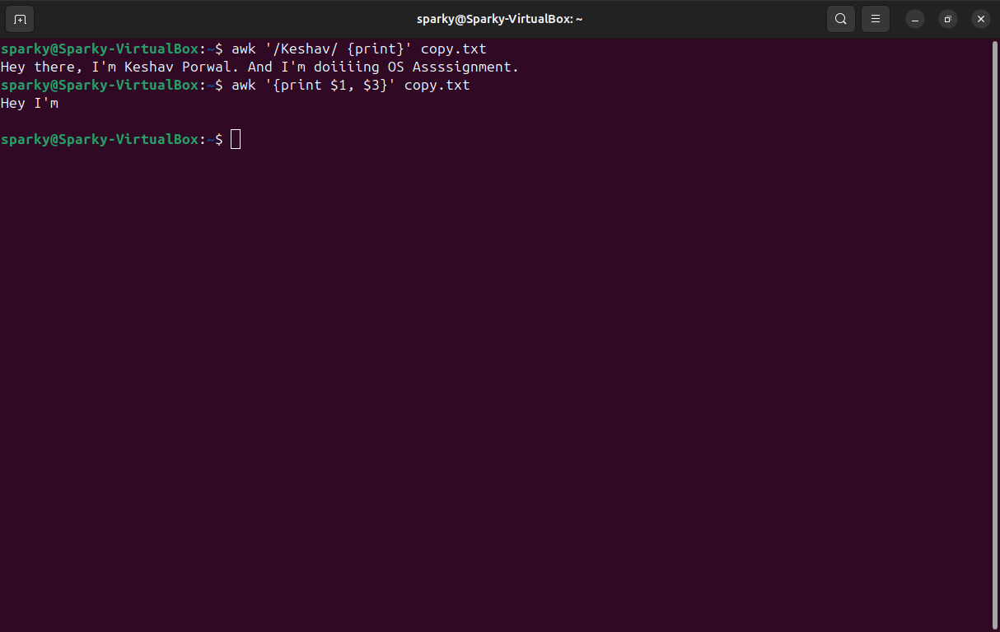 sparky@Sparky-VirtualBox: ~
sparky@Sparky-VirtualBox:~$ awk '/Keshav/ {print}' copy.txt
Hey there, I'm Keshav Porwal. And I'm doiiiing OS Assssignment.
sparky@Sparky-VirtualBox:~$ awk '{print $1, $3}' copy.txt
Hey I'm
sparky@Sparky-VirtualBox:~$